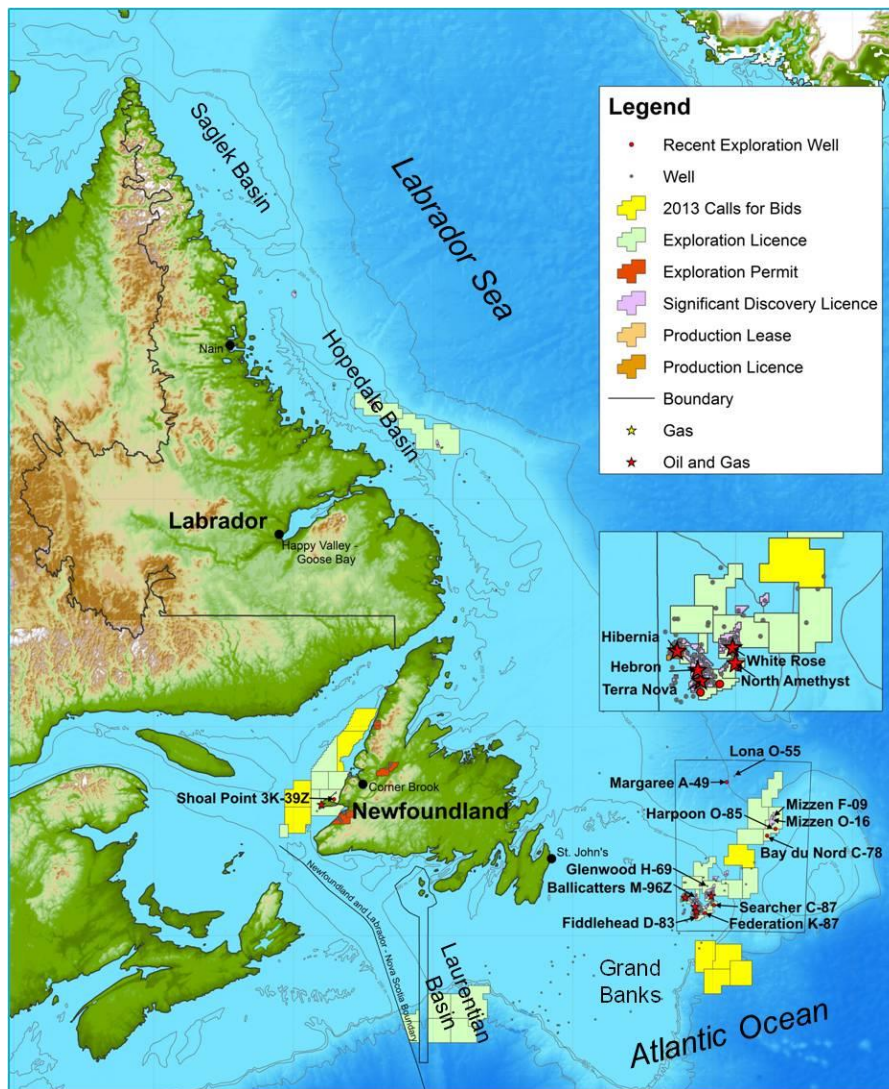 Saglek Basin
Labrador Sea
Nain
Hopedale Basin
Labrador
Happy Valley -
Goose Bay
Legend
Recent Exploration Well
Well
2013 Calls for Bids
Exploration Licence
Exploration Permit
Significant Discovery Licence
Production Lease
Production Licence
Boundary
Gas
Oil and Gas
Hibernia
Hebron
Terra Nova
White Rose
North Amethyst
Shoal Point 3K-39Z
Corner Brook
Newfoundland
St. John's
Lona O-55
Margaree A-49
Harpoon O-85
Mizzen F-09
Mizzen O-16
Bay du Nord C-78
Glenwood H-69
Ballicatters M-96Z
Searcher C-87
Fiddlehead D-83
Federation K-87
Newfoundland and Labrador - Nova Scotia Boundary
Laurentian
Basin
Grand
Banks
Atlantic Ocean